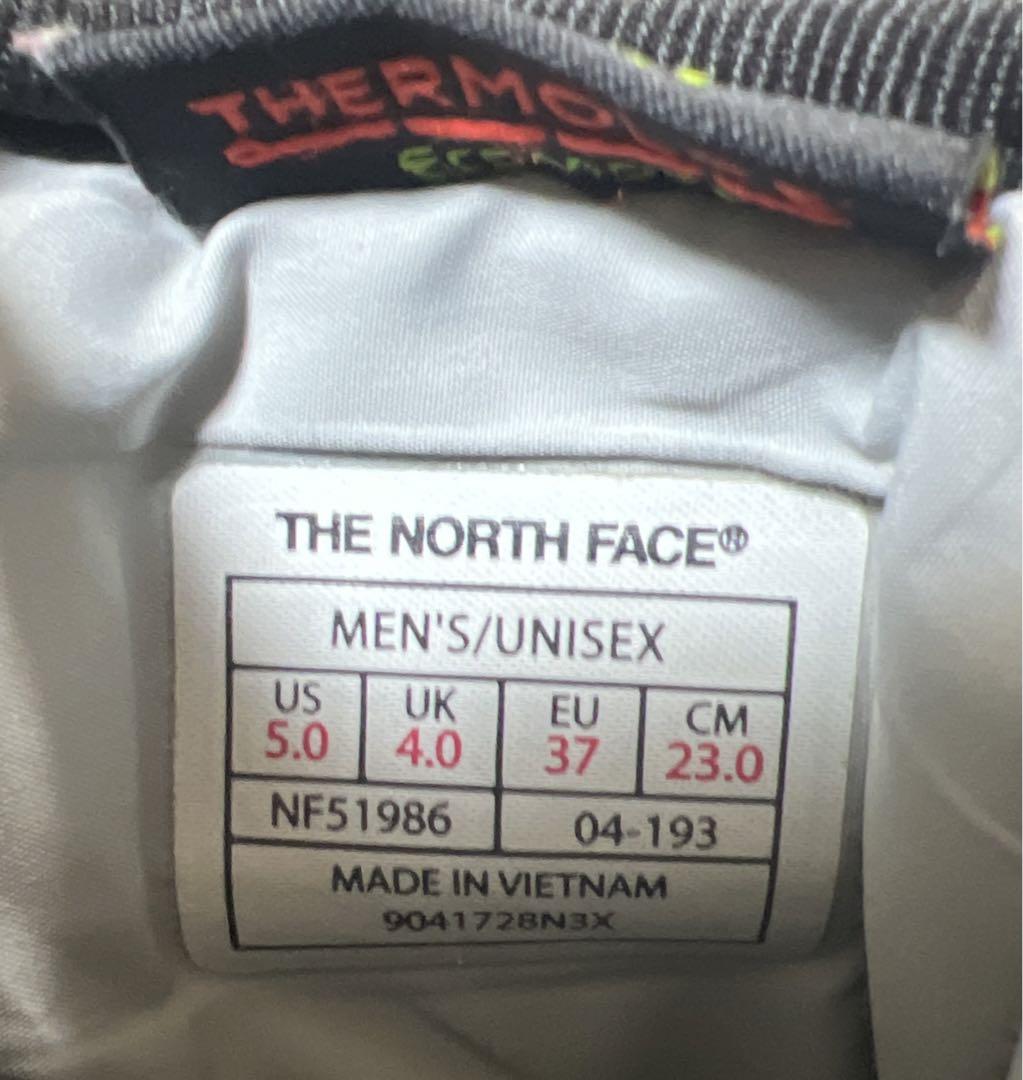 THE NORTH FACE®
MEN'S/UNISEX
US UK EU CM
5.0 4.0 37 23.0
NF51986 04-193
MADE IN VIETNAM
9041728N3X